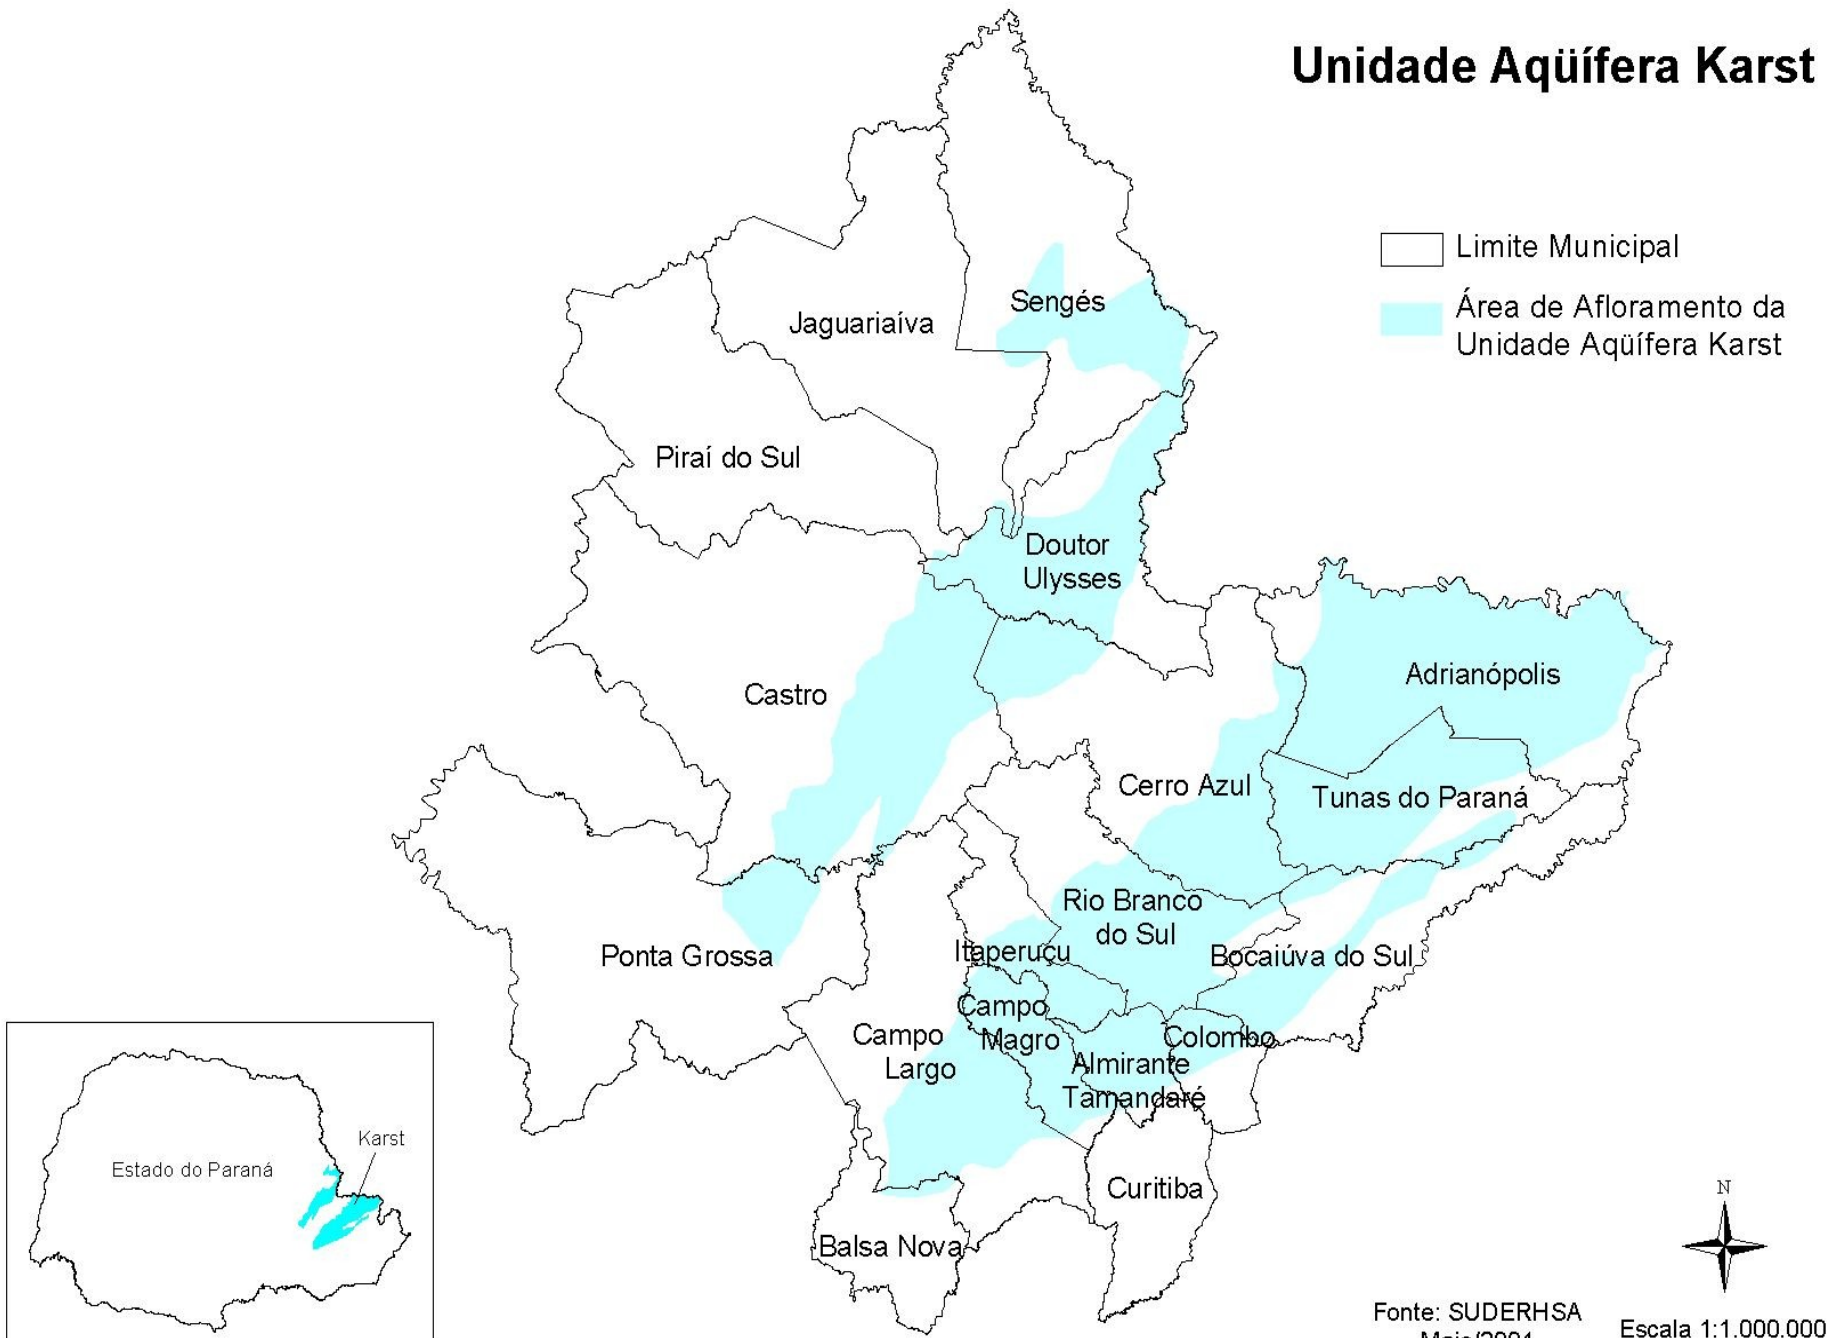 Unidade Aqüífera Karst
Limite Municipal
Área de Afloramento da
Unidade Aqüífera Karst
Sengés
Jaguariaíva
Piraí do Sul
Doutor
Ulysses
Adrianópolis
Castro
Cerro Azul
Tunas do Paraná
Rio Branco
do Sul
Itaperuçu
Ponta Grossa
Bocaiúva do Sul
Campo
Magro
Campo
Largo
Colombo
Almirante
Tamandaré
Curitiba
Balsa Nova
Karst
Estado do Paraná
N
Fonte: SUDERHSA
Escala 1:1.000.000